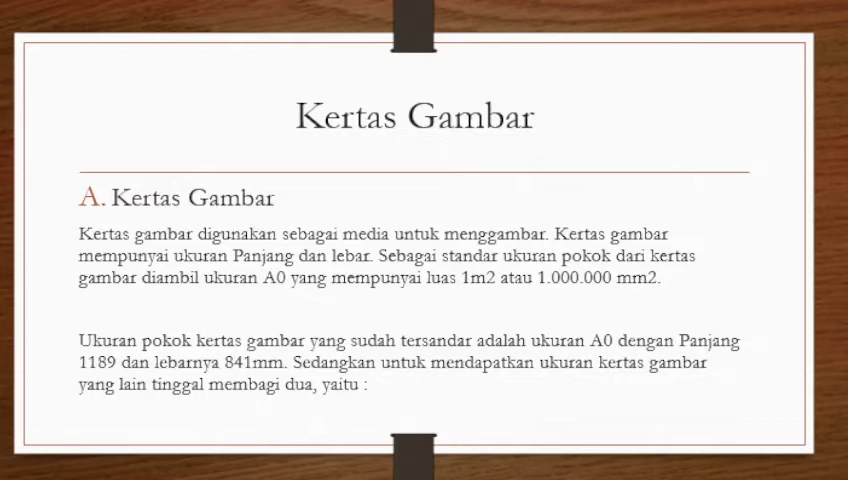 Kertas Gambar
A. Kertas Gambar
Kertas gambar digunakan sebagai media untuk menggambar. Kertas gambar
mempunyai ukuran Panjang dan lebar. Sebagai standar ukuran pokok dari kertas
gambar diambil ukuran A0 yang mempunyai luas 1m2 atau 1.000.000 mm2.
Ukuran pokok kertas gambar yang sudah tersandar adalah ukuran A0 dengan Panjang
1189 dan lebarnya 841mm. Sedangkan untuk mendapatkan ukuran kertas gambar
yang lain tinggal membagi dua, yaitu :